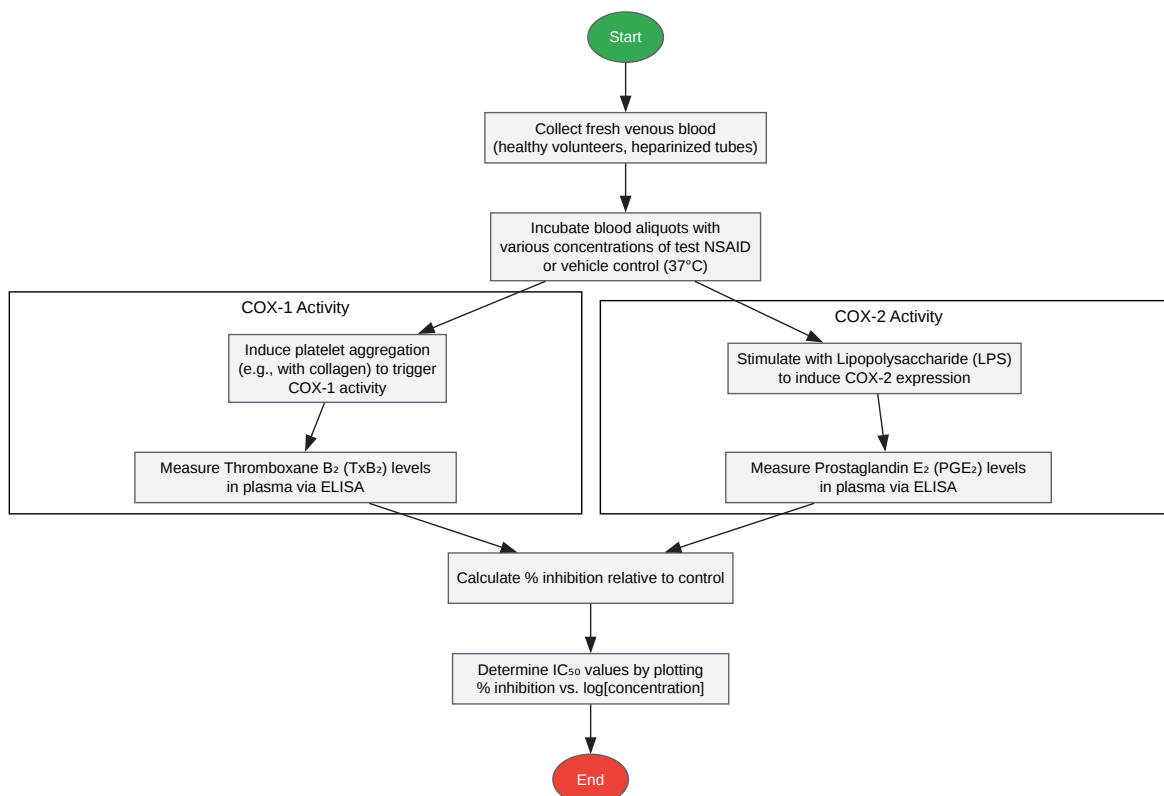 Start
Collect fresh venous blood
(healthy volunteers, heparinized tubes)
Incubate blood aliquots with
various concentrations of test NSAID
or vehicle control (37°C)
COX-1 Activity
Induce platelet aggregation
(e.g., with collagen) to trigger
COX-1 activity
Measure Thromboxane B₂ (TxB₂) levels
in plasma via ELISA
COX-2 Activity
Stimulate with Lipopolysaccharide (LPS)
to induce COX-2 expression
Measure Prostaglandin E₂ (PGE₂) levels
in plasma via ELISA
Calculate % inhibition relative to control
Determine IC₅₀ values by plotting
% inhibition vs. log[concentration]
End